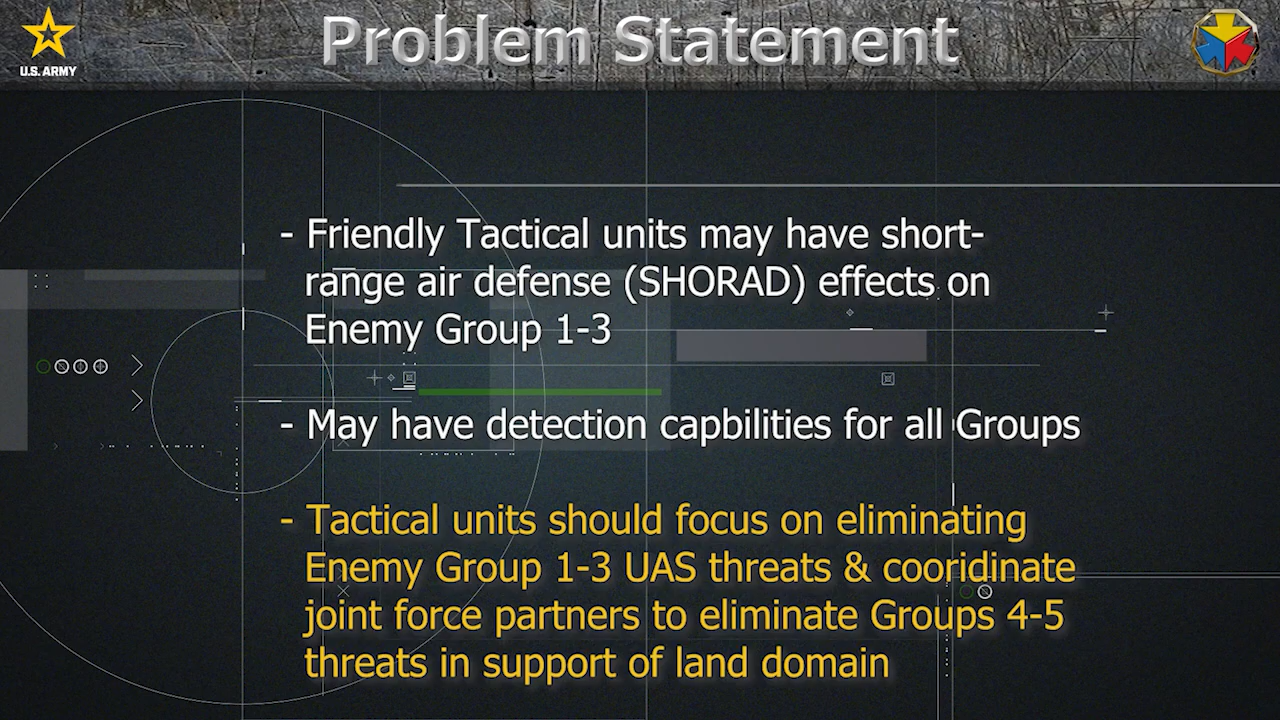 Problem Statement
U.S. ARMY
- Friendly Tactical units may have short-
range air defense (SHORAD) effects on
Enemy Group 1-3
- May have detection capbilities for all Groups
- Tactical units should focus on eliminating
Enemy Group 1-3 UAS threats & cooridinate
joint force partners to eliminate Groups 4-5
threats in support of land domain